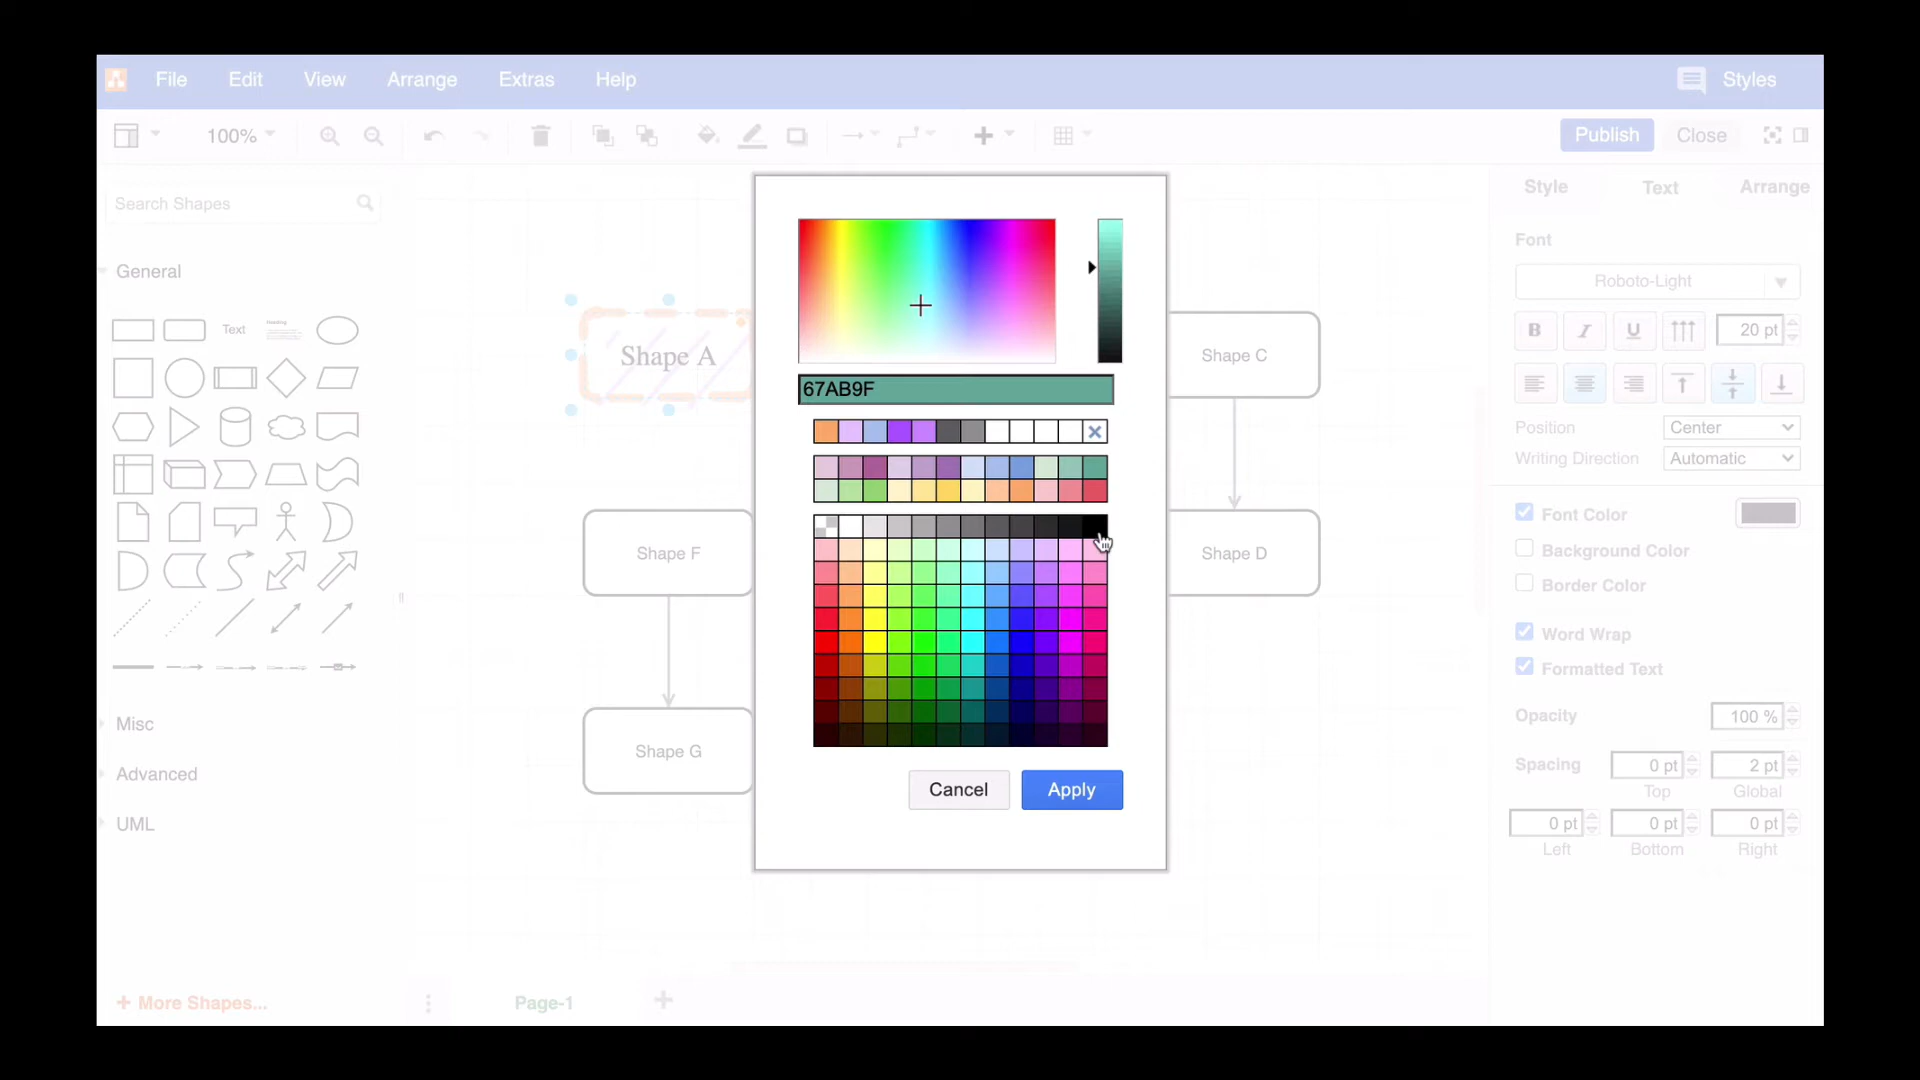 File Edit View Arrange Extras Help Styles
100% Publish Close
Search Shapes
Style Text Arrange
Font
General
Roboto-Light
Text Heading
B I U 20 pt
Shape A
Shape C
67AB9F
Position Center
Writing Direction Automatic
Font Color
Shape F
Shape D
Background Color
Border Color
Word Wrap
Formatted Text
Opacity 100 %
Misc
Shape G
Spacing 0 pt 2 pt
Top Global
Advanced
Cancel Apply
UML
0 pt 0 pt 0 pt
Left Bottom Right
+ More Shapes...
Page-1